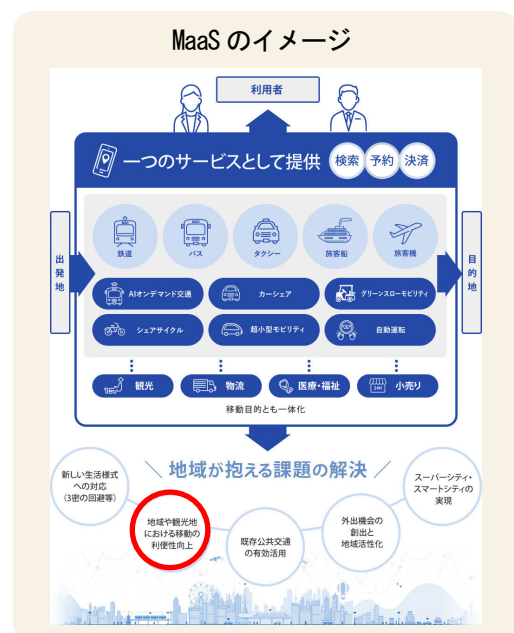 MaaSのイメージ
利用者
一つのサービスとして提供
検索
予約
決済
出発地
目的地
鉄道
バス
タクシー
旅客船
旅客機
AIオンデマンド交通
カーシェア
グリーンスローモビリティ
シェアサイクル
超小型モビリティ
自動運転
観光
物流
医療・福祉
24H
小売り
移動目的とも一体化
地域が抱える課題の解決
新しい生活様式
への対応
(3密の回避等)
地域や観光地
における移動の
利便性向上
既存公共交通
の有効活用
外出機会の
創出と
地域活性化
スーパーシティ・
スマートシティの
実現